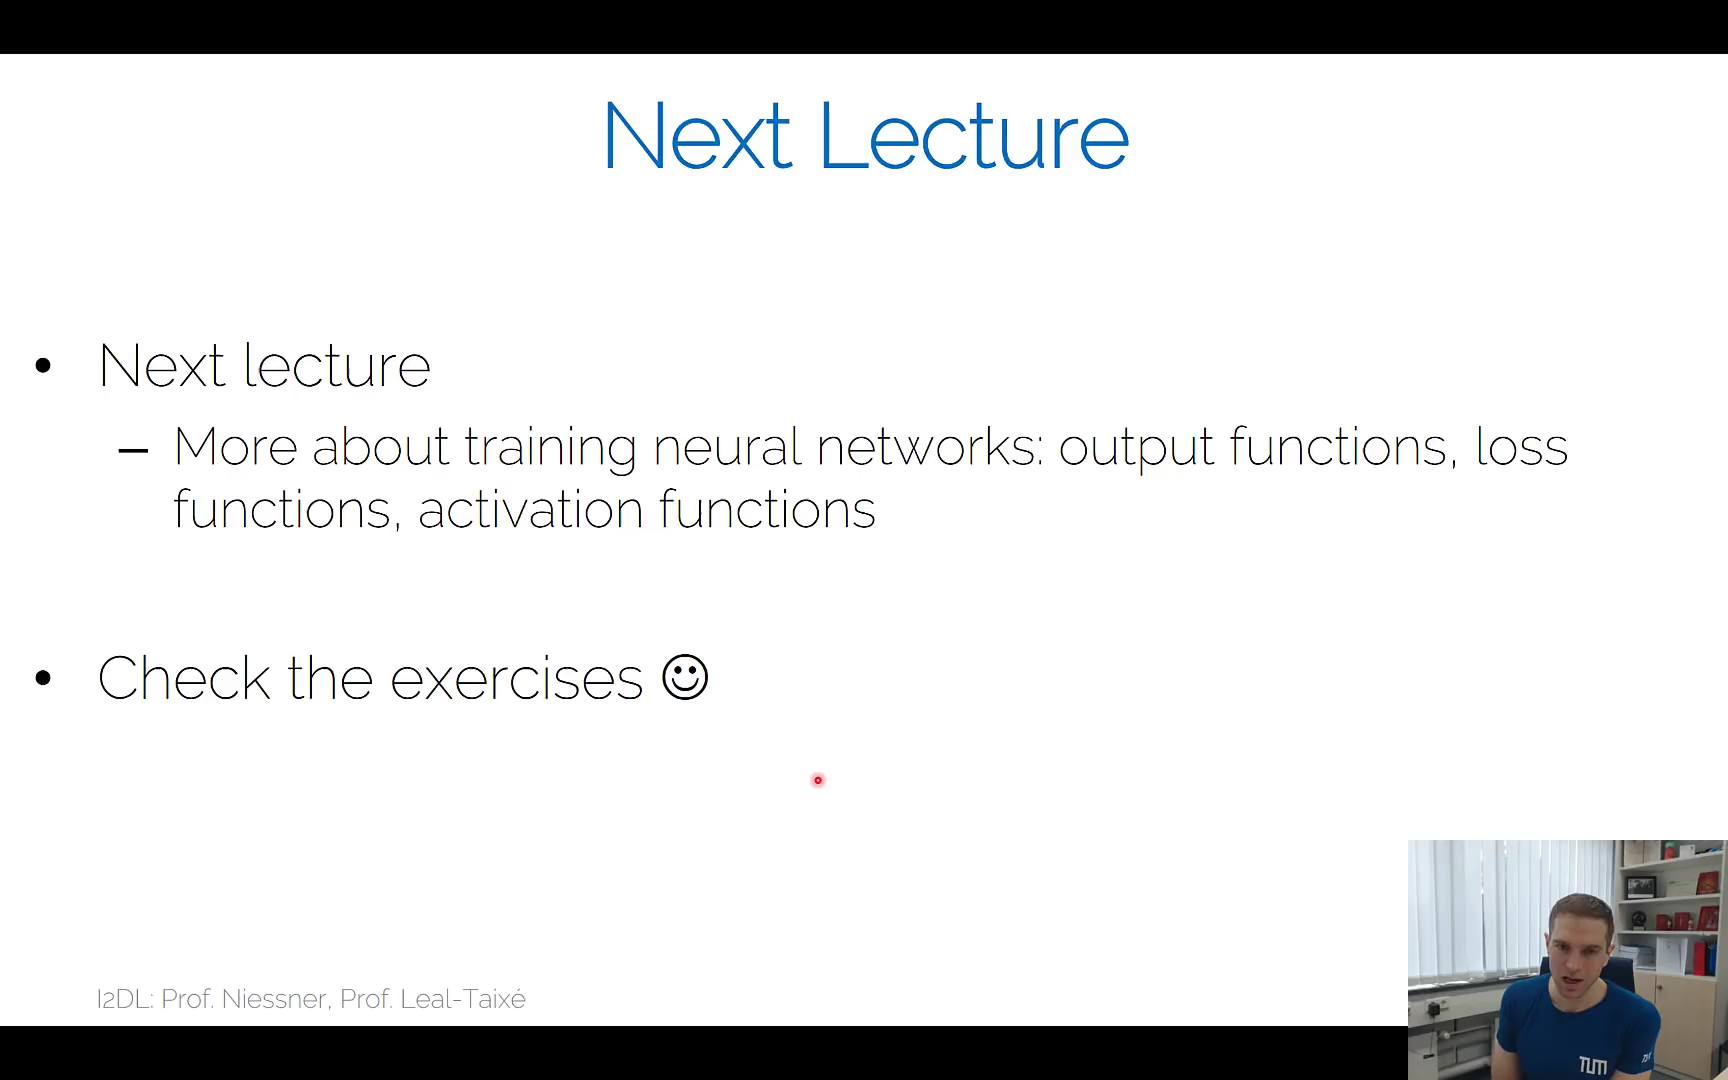 Next Lecture
• Next lecture
– More about training neural networks: output functions, loss
functions, activation functions
• Check the exercises ☺
I2DL: Prof. Niessner, Prof. Leal-Taixé
TUM